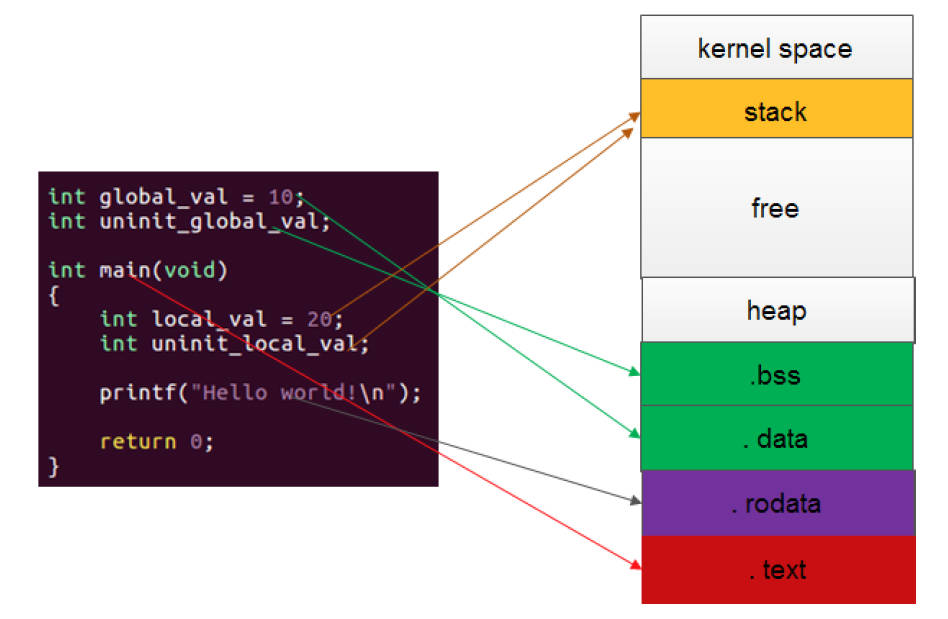 int global_val = 10;
int uninit_global_val;
int main(void)
{
    int local_val = 20;
    int uninit_local_val;
    printf("Hello world!\n");
    return 0;
}
kernel space
stack
free
heap
.bss
. data
. rodata
. text